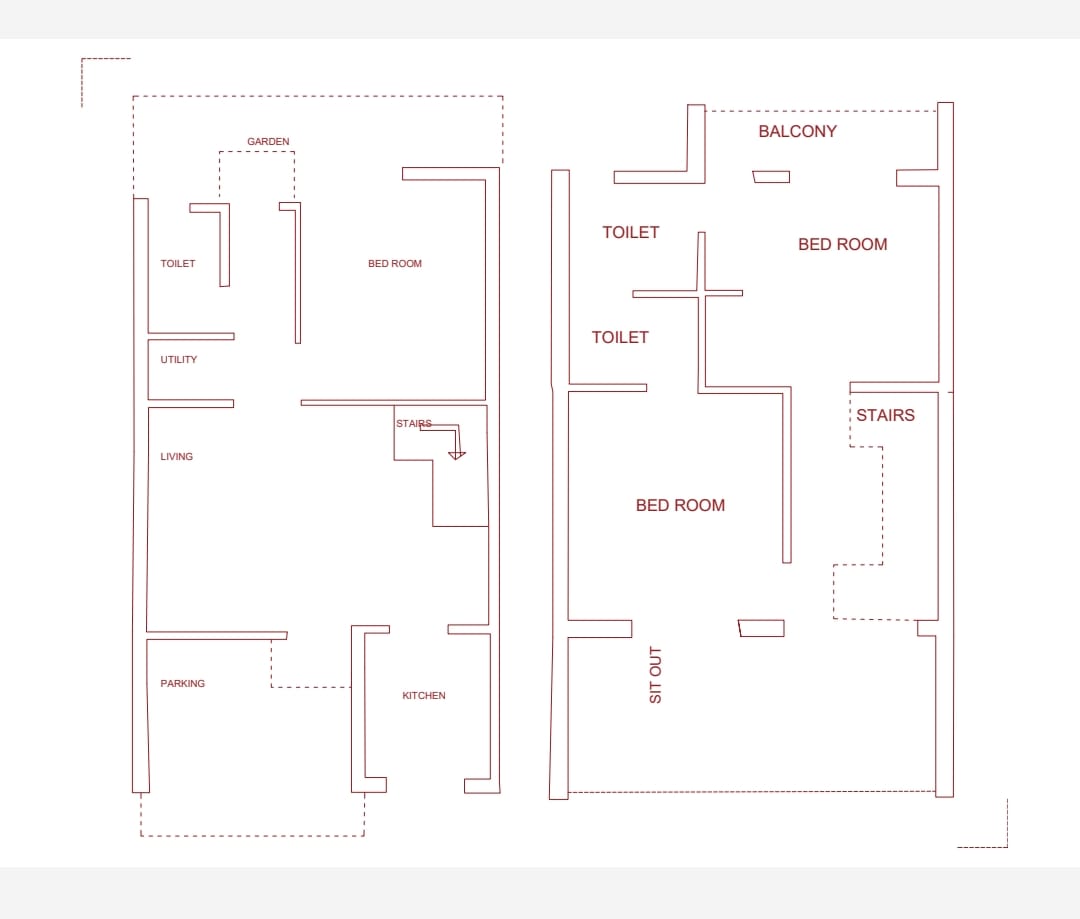 GARDEN
TOILET
BED ROOM
UTILITY
STAIRS
LIVING
PARKING
KITCHEN
BALCONY
TOILET
BED ROOM
TOILET
STAIRS
BED ROOM
SIT OUT